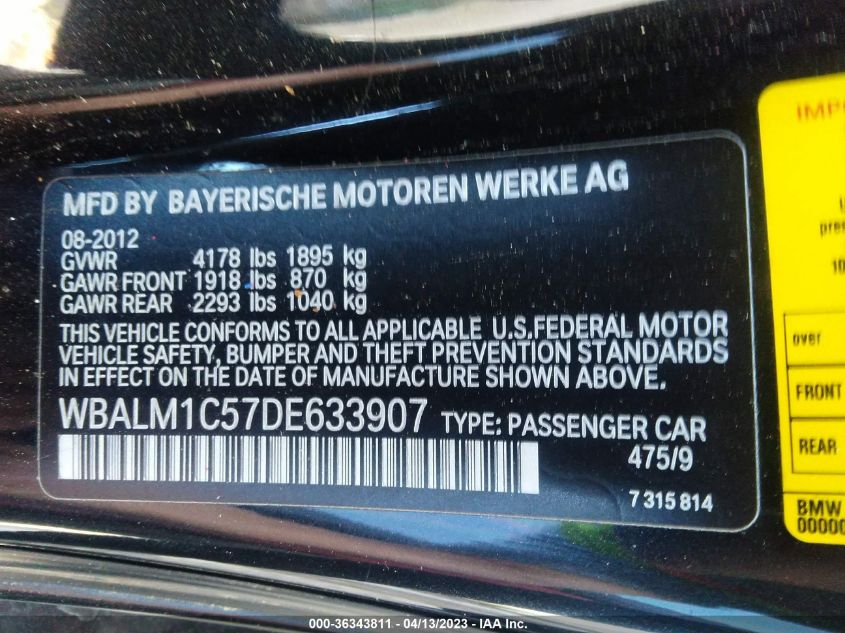 MFD BY BAYERISCHE MOTOREN WERKE AG
08-2012
GVWR 4178 lbs 1895 kg
GAWR FRONT 1918 lbs 870 kg
GAWR REAR 2293 lbs 1040 kg
THIS VEHICLE CONFORMS TO ALL APPLICABLE U.S.FEDERAL MOTOR
VEHICLE SAFETY, BUMPER AND THEFT PREVENTION STANDARDS
IN EFFECT ON THE DATE OF MANUFACTURE SHOWN ABOVE.
WBALM1C57DE633907 TYPE: PASSENGER CAR
475/9
7 315 814
over
FRONT
REAR
BMW
000-36343811 - 04/13/2023 - IAA Inc.